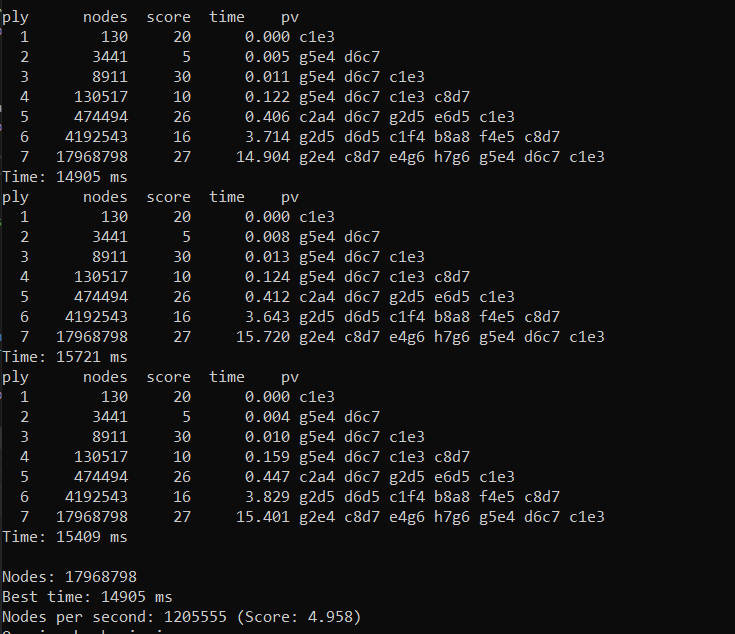 ply nodes score time pv
1 130 20 0.000 c1e3
2 3441 5 0.005 g5e4 d6c7
3 8911 30 0.011 g5e4 d6c7 c1e3
4 130517 10 0.122 g5e4 d6c7 c1e3 c8d7
5 474494 26 0.406 c2a4 d6c7 g2d5 e6d5 c1e3
6 4192543 16 3.714 g2d5 d6d5 c1f4 b8a8 f4e5 c8d7
7 17968798 27 14.904 g2e4 c8d7 e4g6 h7g6 g5e4 d6c7 c1e3
Time: 14905 ms
ply nodes score time pv
1 130 20 0.000 c1e3
2 3441 5 0.008 g5e4 d6c7
3 8911 30 0.013 g5e4 d6c7 c1e3
4 130517 10 0.124 g5e4 d6c7 c1e3 c8d7
5 474494 26 0.412 c2a4 d6c7 g2d5 e6d5 c1e3
6 4192543 16 3.643 g2d5 d6d5 c1f4 b8a8 f4e5 c8d7
7 17968798 27 15.720 g2e4 c8d7 e4g6 h7g6 g5e4 d6c7 c1e3
Time: 15721 ms
ply nodes score time pv
1 130 20 0.000 c1e3
2 3441 5 0.004 g5e4 d6c7
3 8911 30 0.010 g5e4 d6c7 c1e3
4 130517 10 0.159 g5e4 d6c7 c1e3 c8d7
5 474494 26 0.447 c2a4 d6c7 g2d5 e6d5 c1e3
6 4192543 16 3.829 g2d5 d6d5 c1f4 b8a8 f4e5 c8d7
7 17968798 27 15.401 g2e4 c8d7 e4g6 h7g6 g5e4 d6c7 c1e3
Time: 15409 ms
Nodes: 17968798
Best time: 14905 ms
Nodes per second: 1205555 (Score: 4.958)